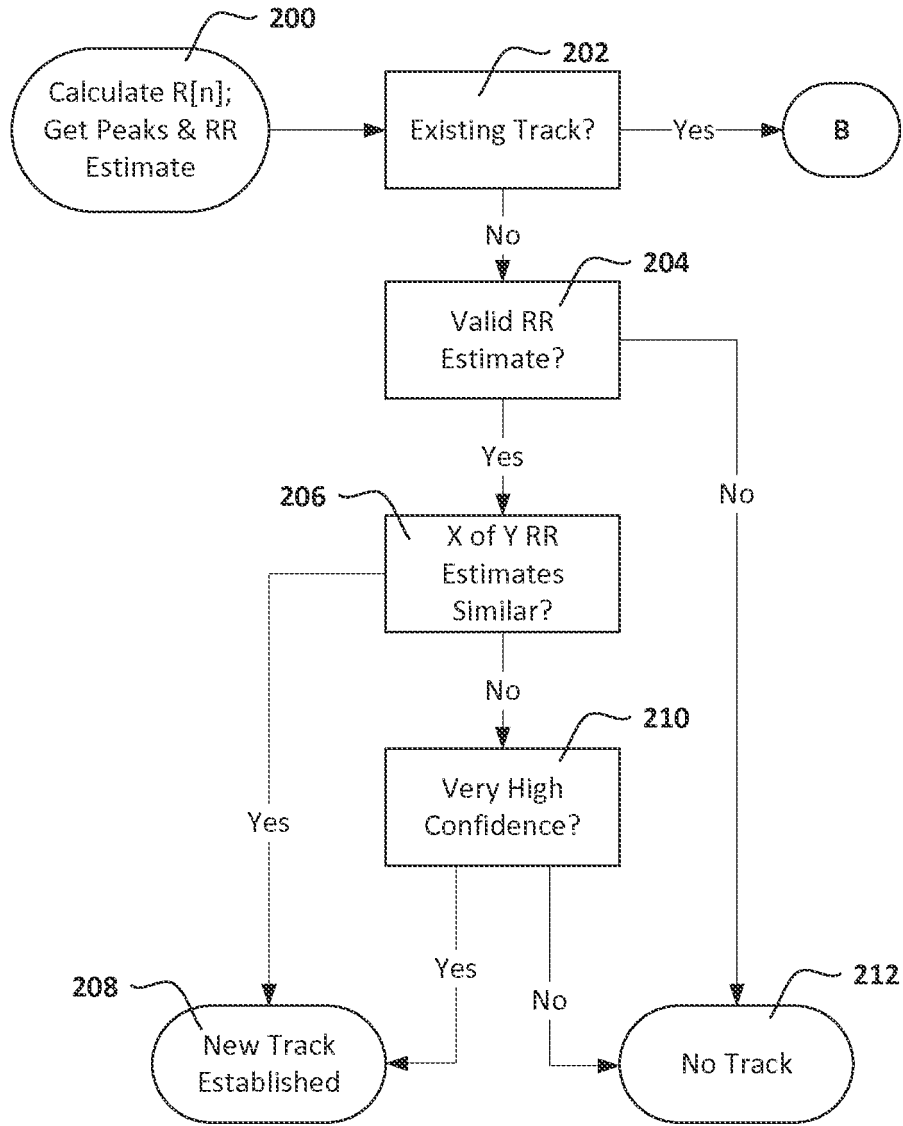 200
Calculate R[n];
Get Peaks & RR
Estimate
202
Existing Track?
Yes
B
No
204
Valid RR
Estimate?
Yes
No
206
X of Y RR
Estimates
Similar?
No
210
Very High
Confidence?
Yes
Yes
No
208
New Track
Established
212
No Track